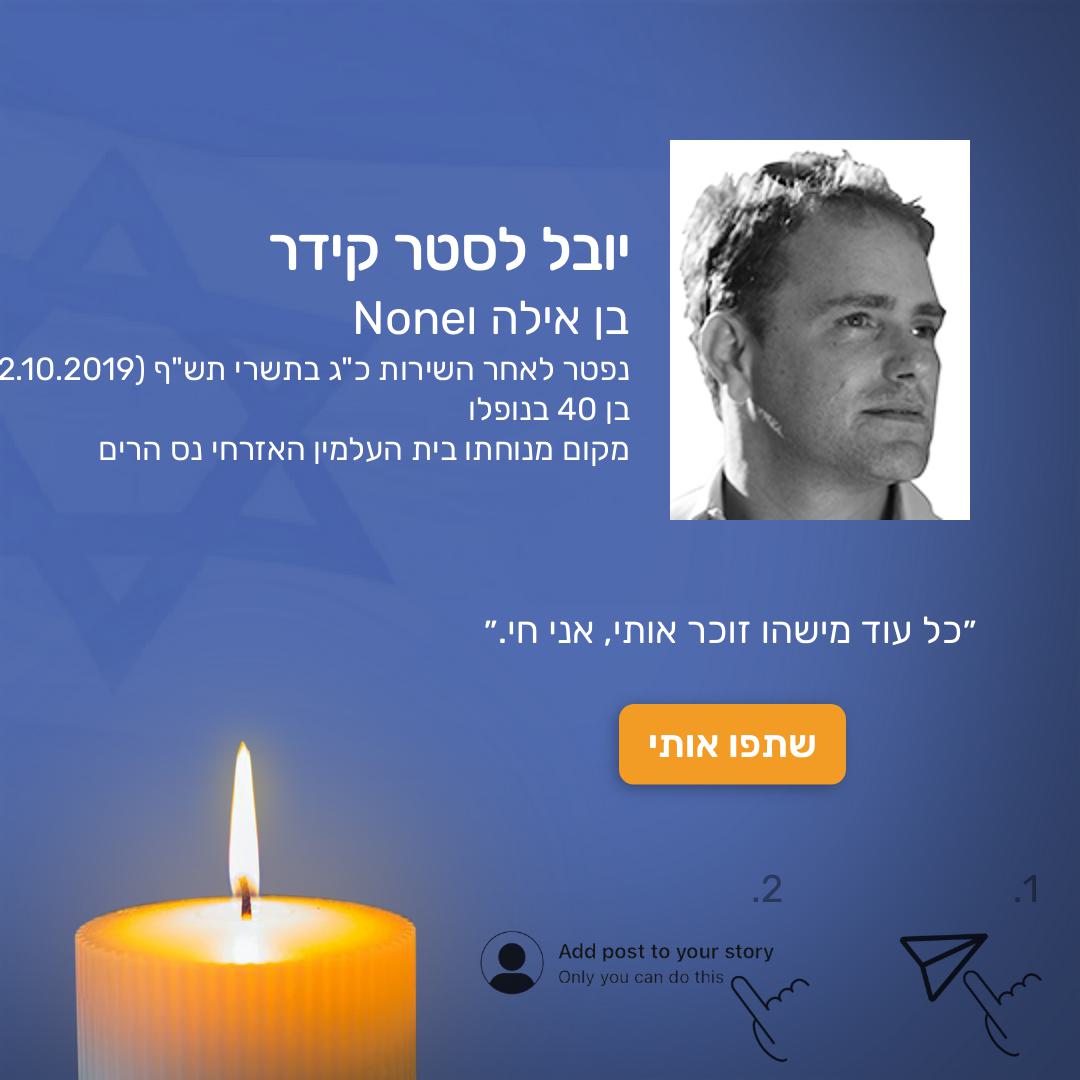 יובל לסטר קידר
בן אילה וNone
נפטר לאחר השירות כ"ג בתשרי תש"ף (2.10.2019
בן 40 בנופלו
מקום מנוחתו בית העלמין האזרחי נס הרים
״כל עוד מישהו זוכר אותי, אני חי.״
שתפו אותי
1.
2.
Add post to your story
Only you can do this